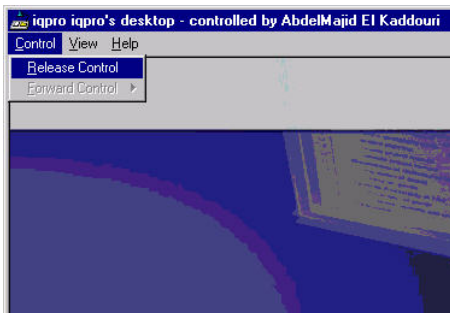 iqpro iqpro's desktop - controlled by AbdelMajid El Kaddouri
Control View Help
Release Control
Forward Control